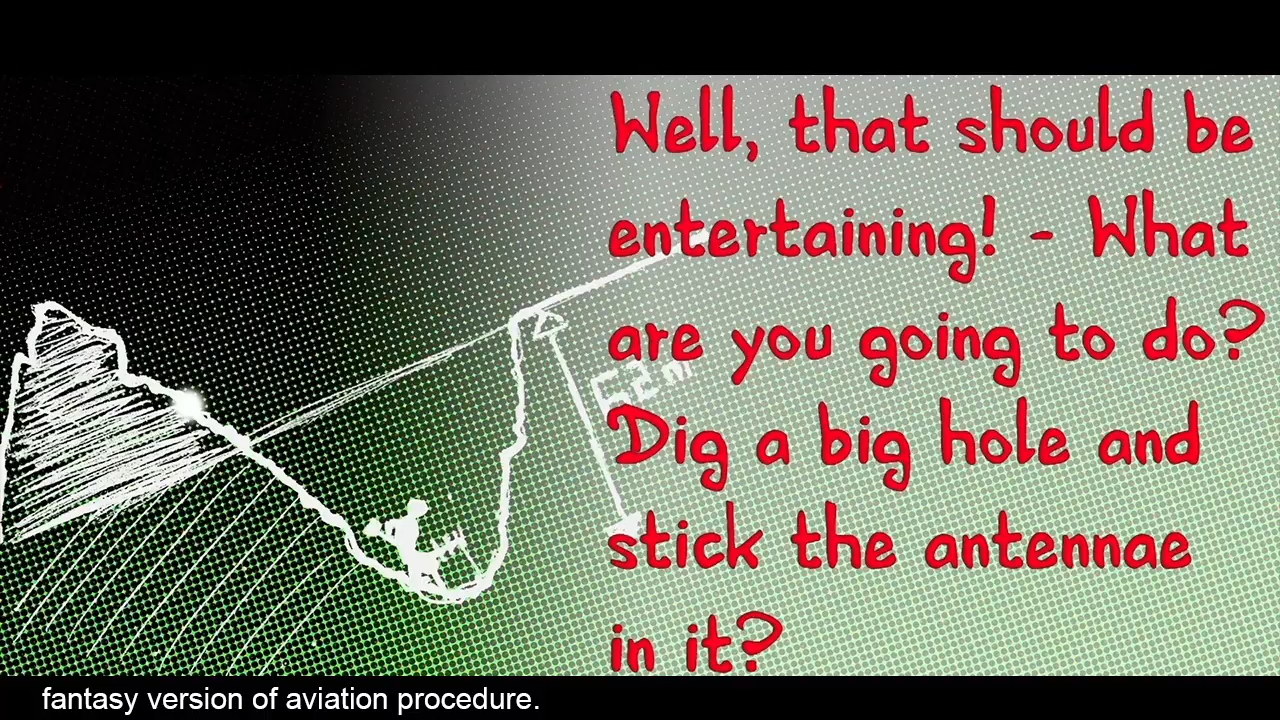 Well, that should be
entertaining! - What
are you going to do?
52m
Dig a big hole and
stick the antennae
in it?
fantasy version of aviation procedure.